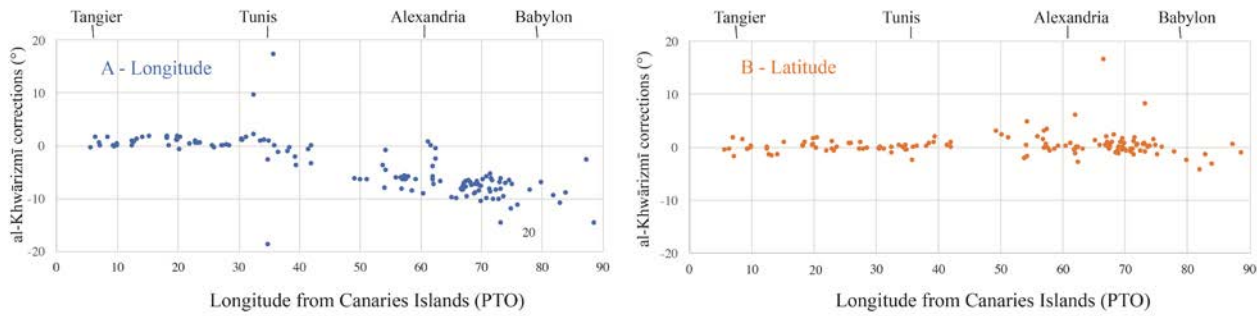 Tangier Tunis Alexandria Babylon
al-Khwārizmī corrections (°)
20
10
0
-10
-20
A - Longitude
20
0 10 20 30 40 50 60 70 80 90
Longitude from Canaries Islands (PTO)
Tangier Tunis Alexandria Babylon
al-Khwārizmī corrections (°)
20
10
0
-10
-20
B - Latitude
0 10 20 30 40 50 60 70 80 90
Longitude from Canaries Islands (PTO)